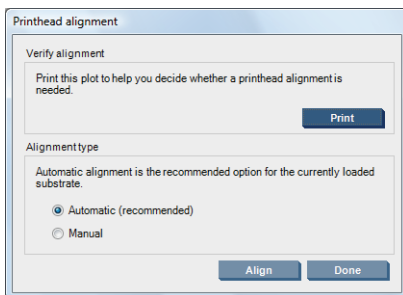 Printhead alignment
Verify alignment
Print this plot to help you decide whether a printhead alignment is
needed.
Print
Alignment type
Automatic alignment is the recommended option for the currently loaded
substrate.
Automatic (recommended)
Manual
Align Done